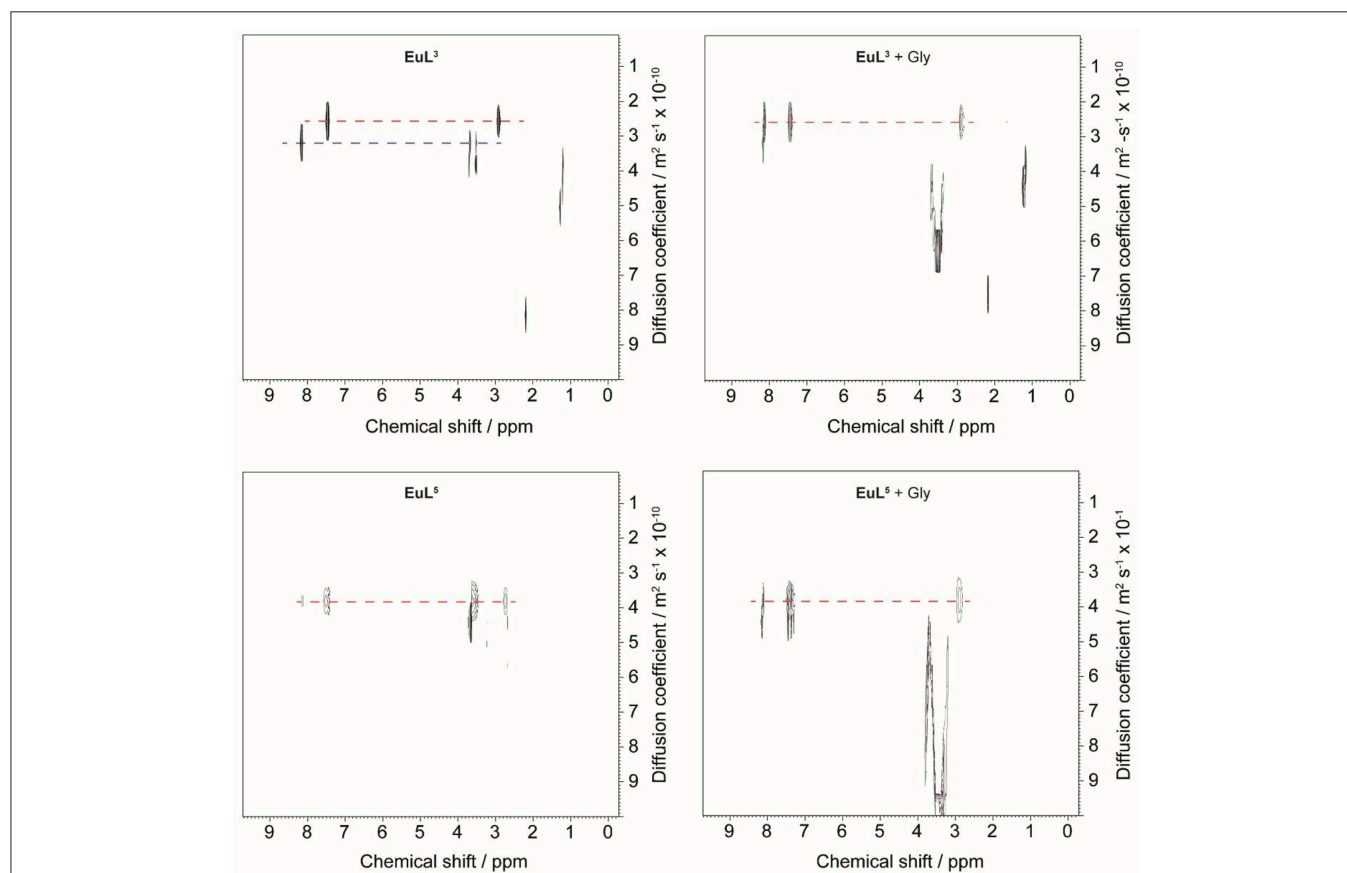 EuL³
1
2
3
4
5
6
7
8
9
Diffusion coefficient / m² s⁻¹ x 10⁻¹⁰
9 8 7 6 5 4 3 2 1 0
Chemical shift / ppm
EuL³ + Gly
1
2
3
4
5
6
7
8
9
Diffusion coefficient / m² -s⁻¹ x 10⁻¹⁰
9 8 7 6 5 4 3 2 1 0
Chemical shift / ppm
EuL⁵
1
2
3
4
5
6
7
8
9
Diffusion coefficient / m² s⁻¹ x 10⁻¹⁰
9 8 7 6 5 4 3 2 1 0
Chemical shift / ppm
EuL⁵ + Gly
1
2
3
4
5
6
7
8
9
Diffusion coefficient / m² s⁻¹ x 10⁻¹
9 8 7 6 5 4 3 2 1 0
Chemical shift / ppm